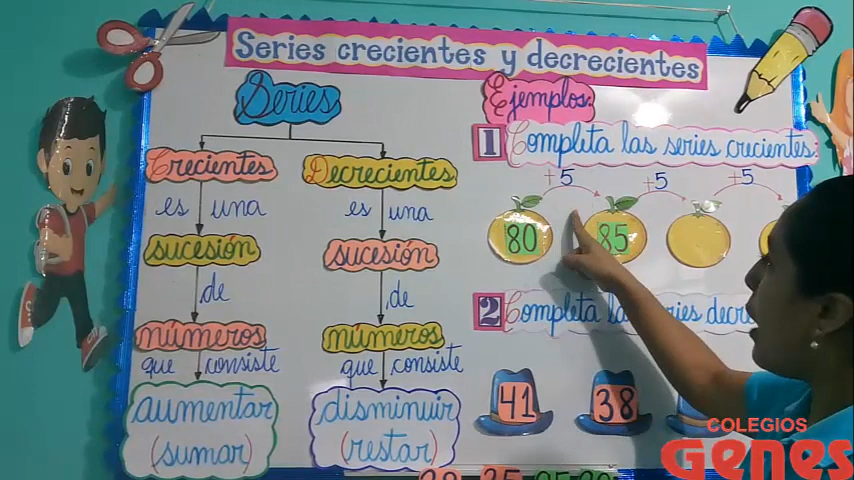 Series crecientes y decrecientes
Series
Crecientes
es una
sucesión
de
números
que consiste
aumentar
(sumar)
Decrecientes
es una
sucesión
de
números
que consiste
disminuir
(restar)
Ejemplos
1 Completa las series crecientes
+5 +5 +5
80 85
2 Completa las series
41 38
COLEGIOS
Genes